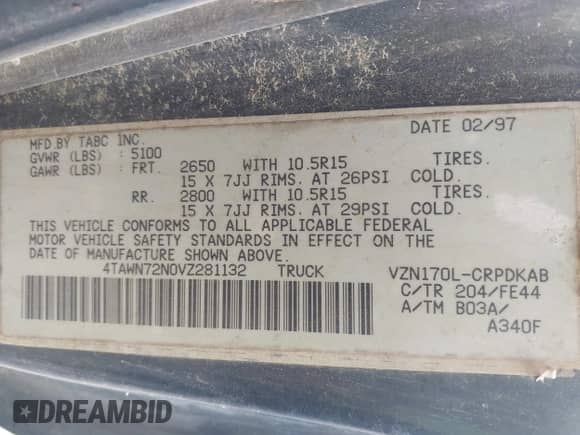 MFD BY TABC INC. DATE 02/97
GVWR (LBS) : 5100
GAWR (LBS) : FRT. 2650 WITH 10.5R15 TIRES.
15 X 7JJ RIMS. AT 26PSI COLD.
RR. 2800 WITH 10.5R15 TIRES.
15 X 7JJ RIMS. AT 29PSI COLD.
THIS VEHICLE CONFORMS TO ALL APPLICABLE FEDERAL
MOTOR VEHICLE SAFETY STANDARDS IN EFFECT ON THE
DATE OF MANUFACTURE SHOWN ABOVE.
4TAWN72N0VZ281132 TRUCK VZN170L-CRPDKAB
C/TR 204/FE44
A/TM B03A/
A340F
DREAMBID